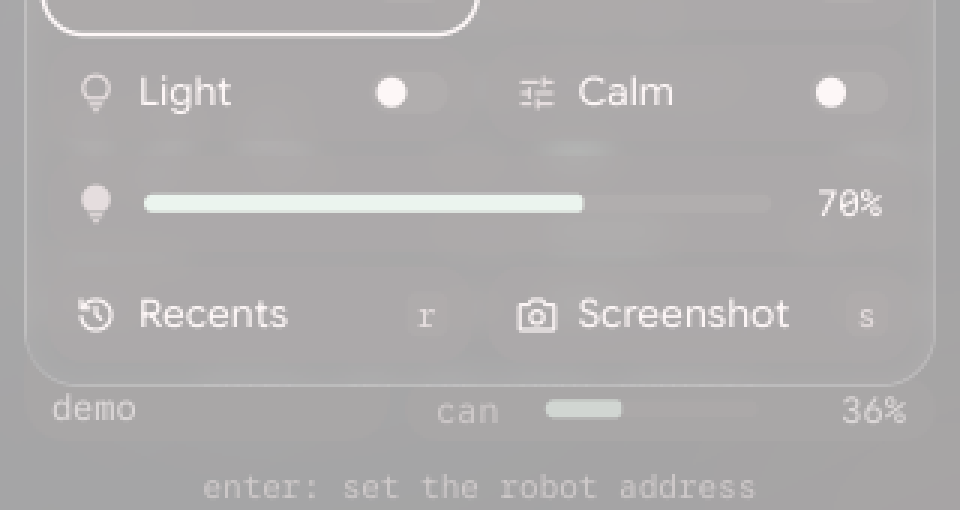 Light Calm
70%
Recents r Screenshot s
demo can 36%
enter: set the robot address